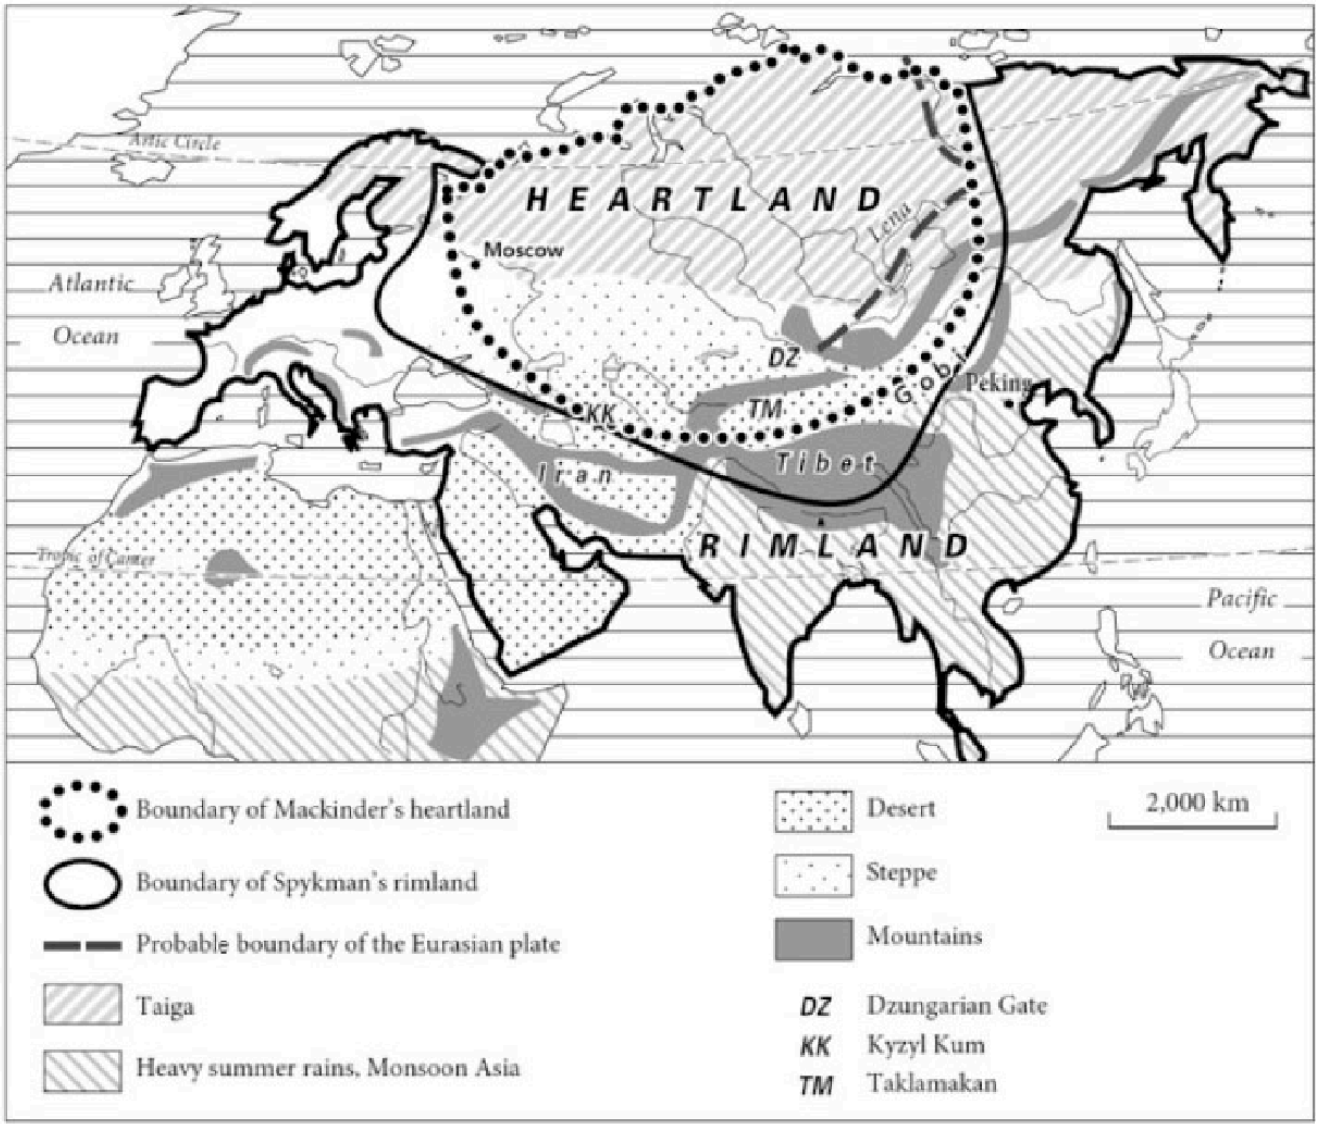 Artic Circle
HEARTLAND
Lena
Moscow
Atlantic
Ocean
DZ
Gobi
Peking
KK
TM
Iran
Tibet
Tropic of Cancer
RIMLAND
Pacific
Ocean
Boundary of Mackinder's heartland
Boundary of Spykman's rimland
Probable boundary of the Eurasian plate
Taiga
Heavy summer rains, Monsoon Asia
Desert
2,000 km
Steppe
Mountains
DZ Dzungarian Gate
KK Kyzyl Kum
TM Taklamakan